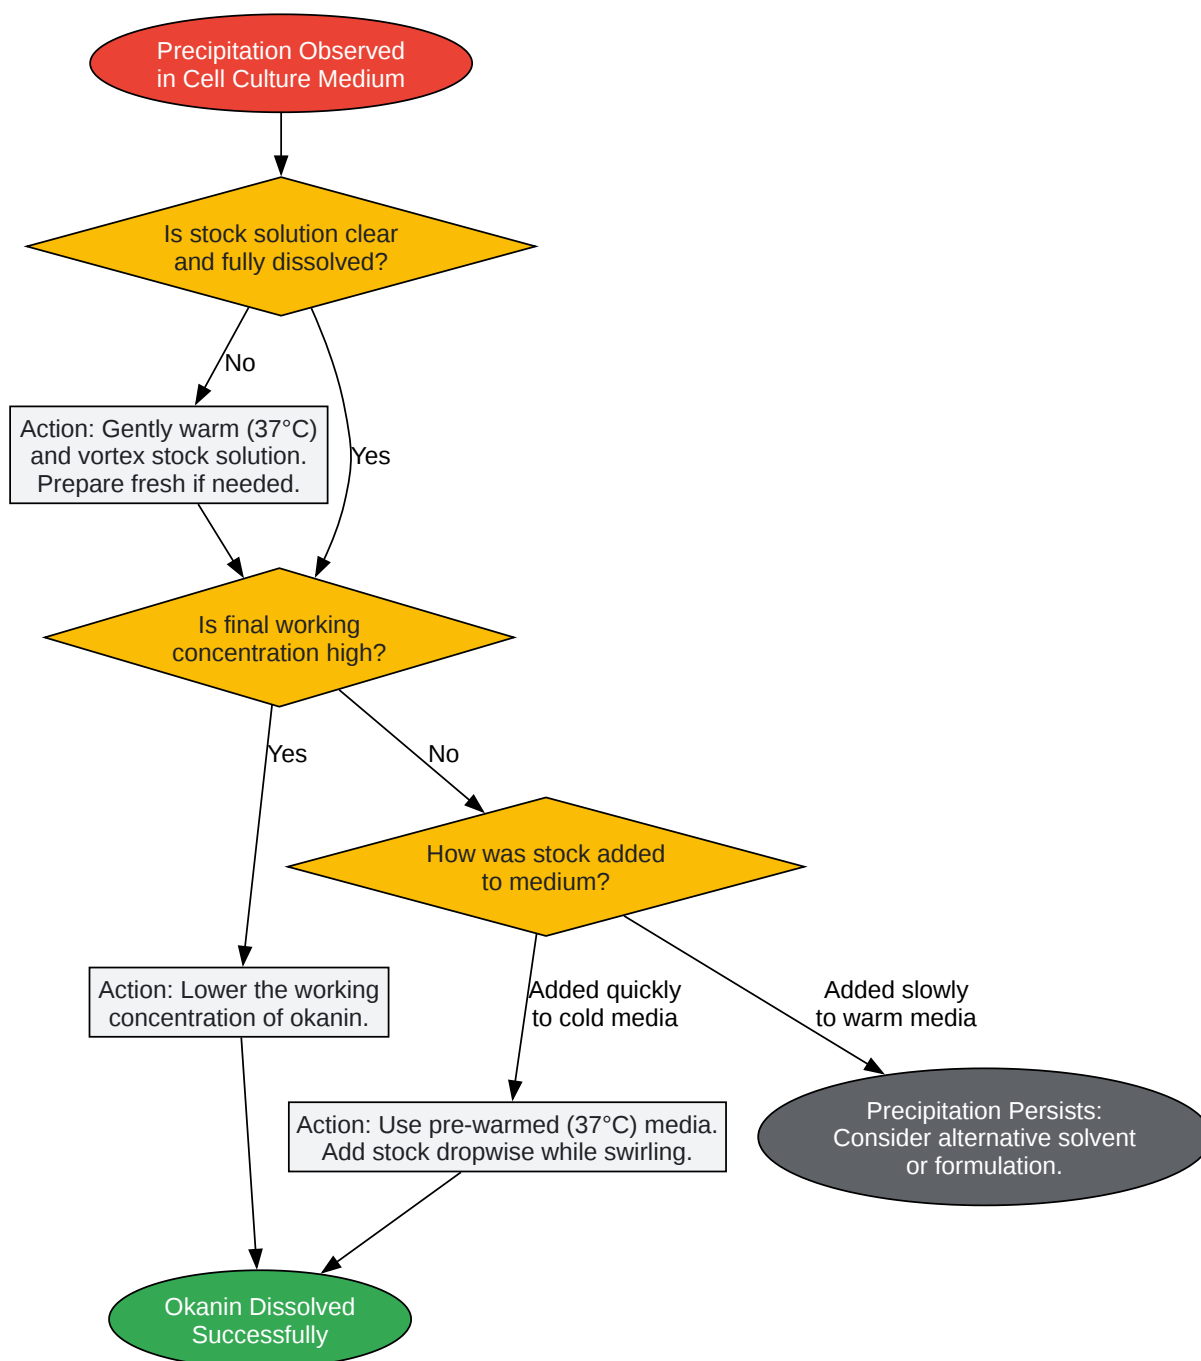 Precipitation Observed
in Cell Culture Medium
Is stock solution clear
and fully dissolved?
No
Action: Gently warm (37°C)
and vortex stock solution.
Prepare fresh if needed.
Yes
Is final working
concentration high?
Yes
No
How was stock added
to medium?
Action: Lower the working
concentration of okanin.
Added quickly
to cold media
Added slowly
to warm media
Action: Use pre-warmed (37°C) media.
Add stock dropwise while swirling.
Precipitation Persists:
Consider alternative solvent
or formulation.
Okanin Dissolved
Successfully